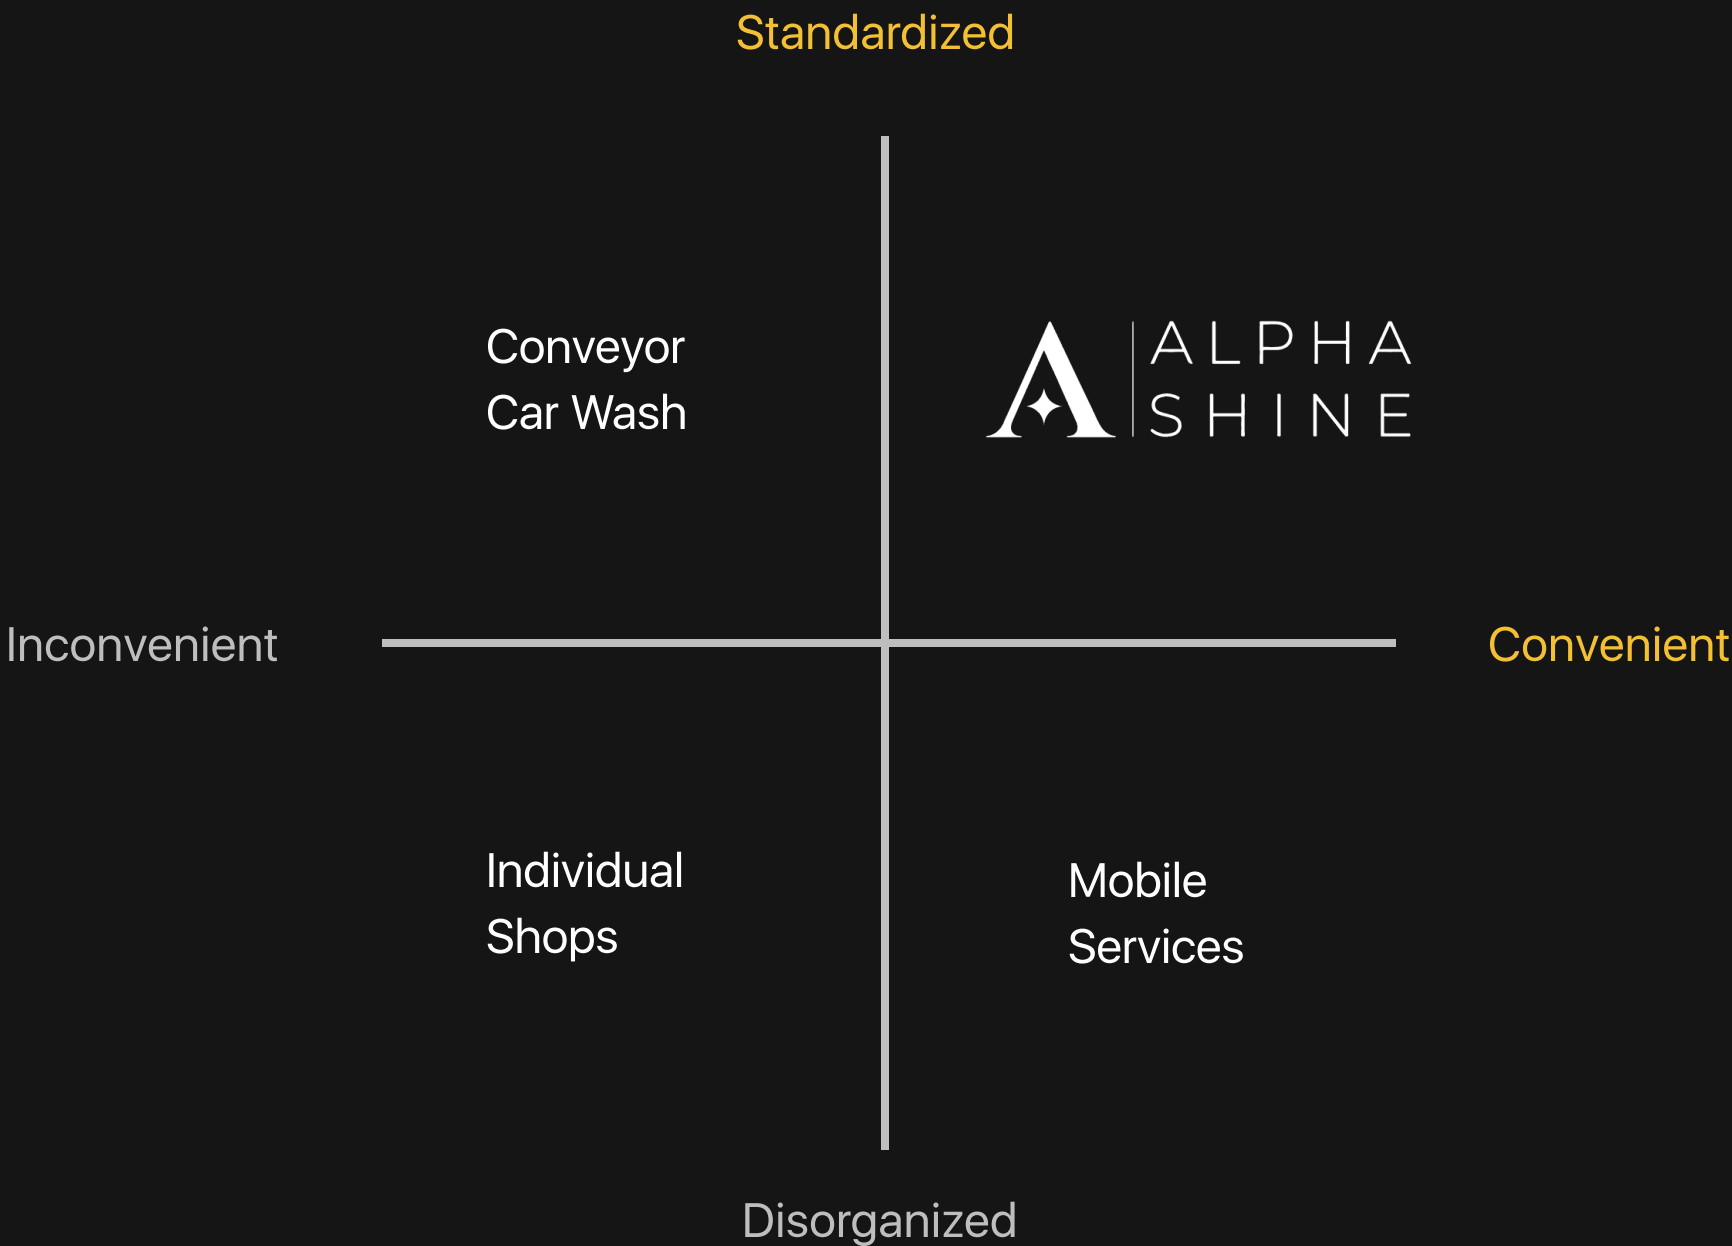 Standardized
Conveyor
Car Wash
ALPHA
SHINE
Inconvenient
Convenient
Individual
Shops
Mobile
Services
Disorganized